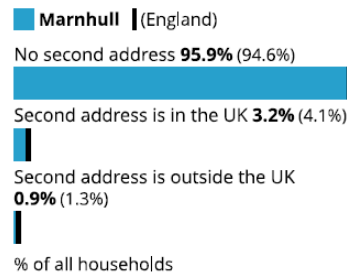 Marnhull (England)
No second address 95.9% (94.6%)
Second address is in the UK 3.2% (4.1%)
Second address is outside the UK
0.9% (1.3%)
% of all households